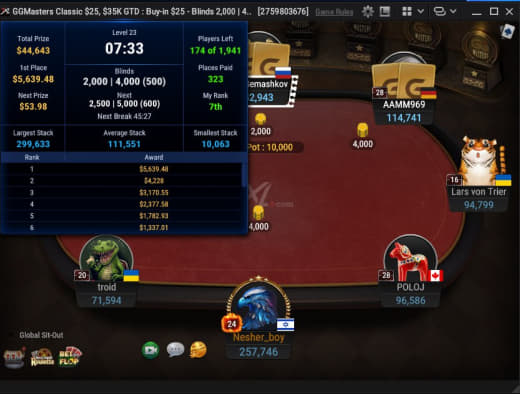 GGMasters Classic $25, $35K GTD : Buy-in $25 - Blinds 2,000 | 4... [2759803676] Game Rules
Total Prize
$44,643
1st Place
$5,639.48
Next Prize
$53.98
Level 23
07:33
Blinds
2,000 | 4,000 (500)
Next
2,500 | 5,000 (600)
Next Break 45:27
Players Left
174 of 1,941
Places Paid
323
My Rank
7th
Largest Stack
299,633
Average Stack
111,551
Smallest Stack
10,063
Rank Award
1 $5,639.48
2 $4,228
3 $3,170.55
4 $2,377.58
5 $1,782.93
6 $1,337.01
emashkov
2,943
28
AAMM969
114,741
2,000
Pot : 10,000
4,000
16
Lars von Trier
94,799
4,000
20
troid
71,594
28
POLOJ
96,586
24
Nesher_boy
257,746
Global Sit-Out
BET
FLOP